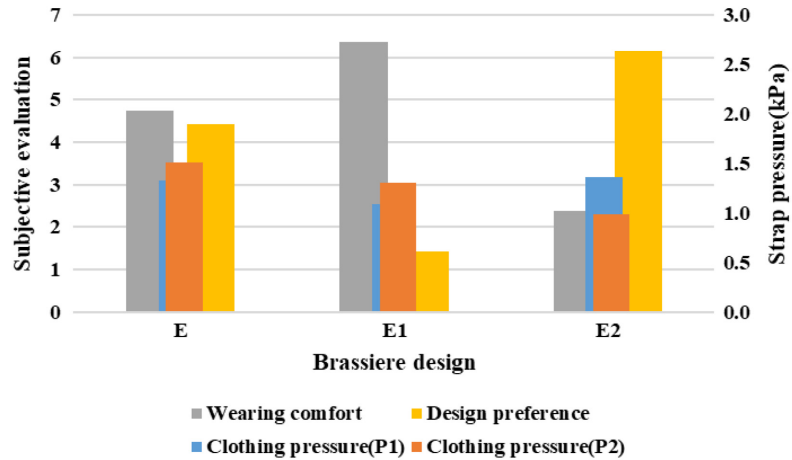 7
6
5
4
3
2
1
0
Subjective evaluation
3.0
2.5
2.0
1.5
1.0
0.5
0.0
Strap pressure(kPa)
E E1 E2
Brassiere design
Wearing comfort Design preference
Clothing pressure(P1) Clothing pressure(P2)